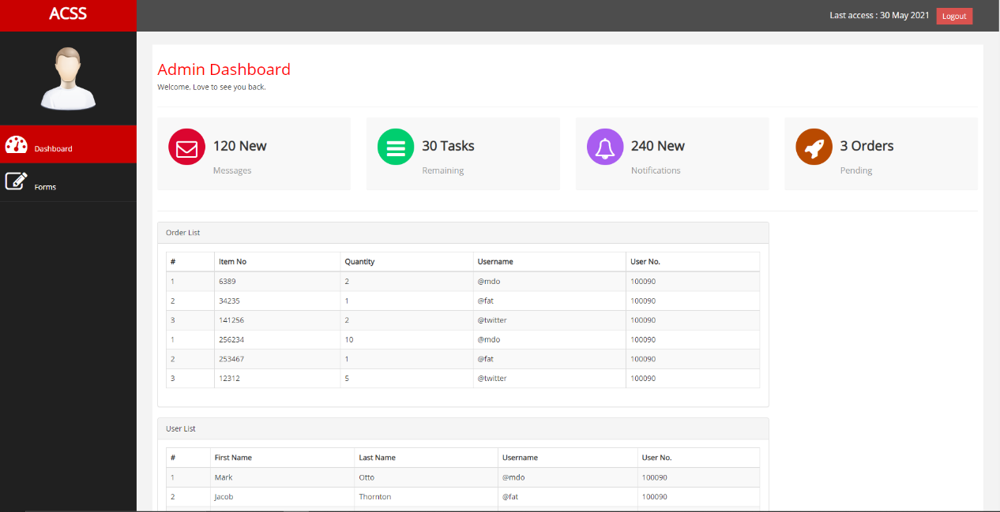 ACSS
Last access : 30 May 2021 Logout
Dashboard
Forms
Admin Dashboard
Welcome. Love to see you back.
120 New
Messages
30 Tasks
Remaining
240 New
Notifications
3 Orders
Pending
Order List
# Item No Quantity Username User No.
1 6389 2 @mdo 100090
2 34235 1 @fat 100090
3 141256 2 @twitter 100090
1 256234 10 @mdo 100090
2 253467 1 @fat 100090
3 12312 5 @twitter 100090
User List
# First Name Last Name Username User No.
1 Mark Otto @mdo 100090
2 Jacob Thornton @fat 100090